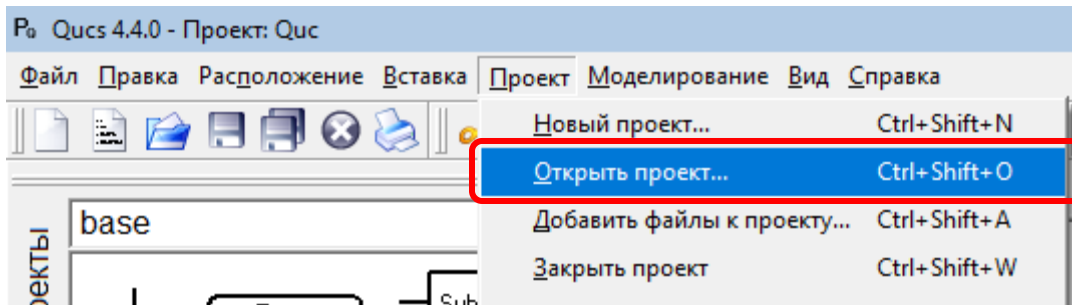 Qucs 4.4.0 - Проект: Quc
Файл Правка Расположение Вставка Проект Моделирование Вид Справка
Новый проект... Ctrl+Shift+N
Открыть проект... Ctrl+Shift+O
base
Добавить файлы к проекту... Ctrl+Shift+A
Закрыть проект Ctrl+Shift+W
Sub